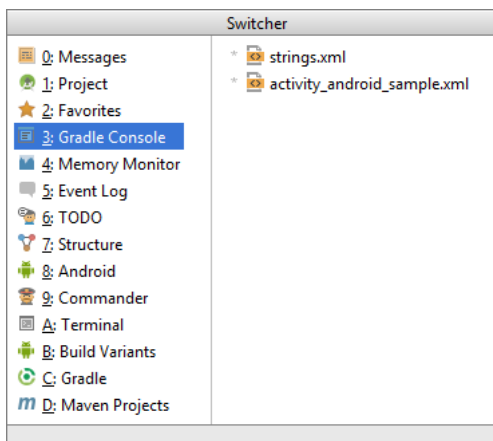 Switcher
0: Messages
1: Project
2: Favorites
3: Gradle Console
4: Memory Monitor
5: Event Log
6: TODO
7: Structure
8: Android
9: Commander
A: Terminal
B: Build Variants
C: Gradle
D: Maven Projects
* strings.xml
* activity_android_sample.xml